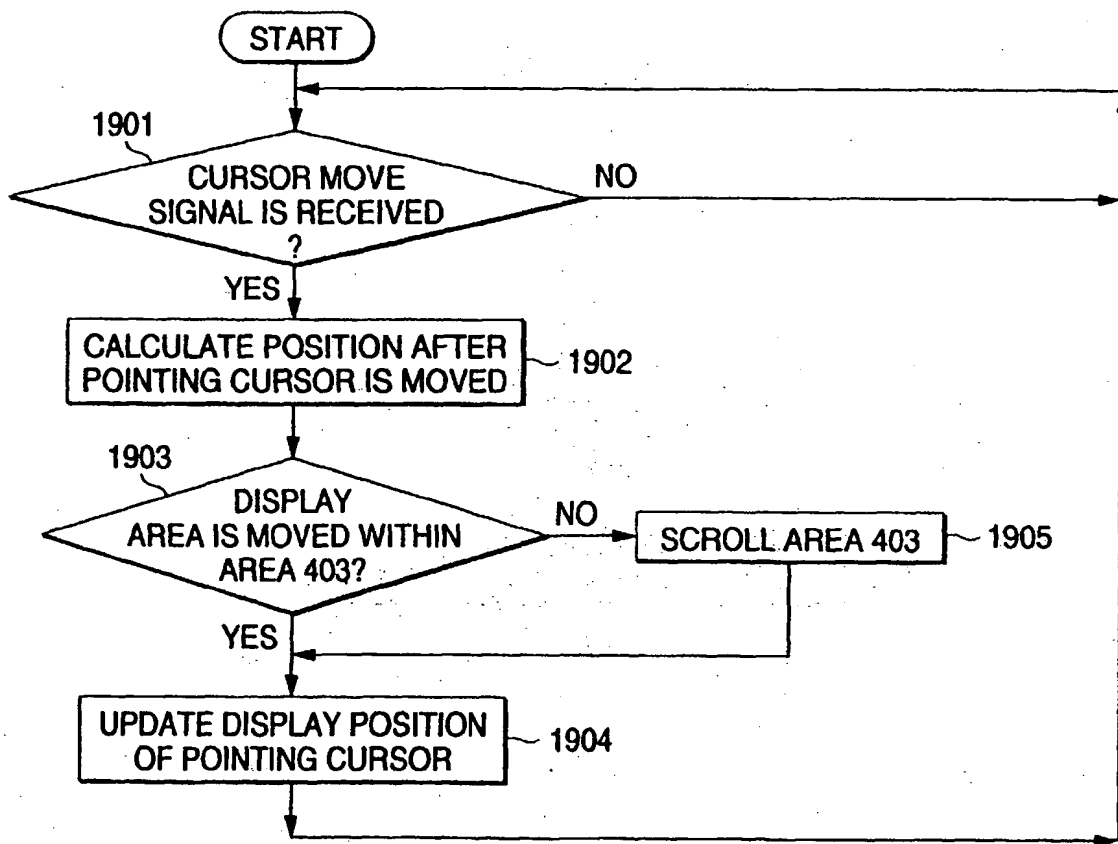 START
1901
CURSOR MOVE
SIGNAL IS RECEIVED
?
NO
YES
CALCULATE POSITION AFTER
POINTING CURSOR IS MOVED
1902
1903
DISPLAY
AREA IS MOVED WITHIN
AREA 403?
NO
SCROLL AREA 403
1905
YES
UPDATE DISPLAY POSITION
OF POINTING CURSOR
1904